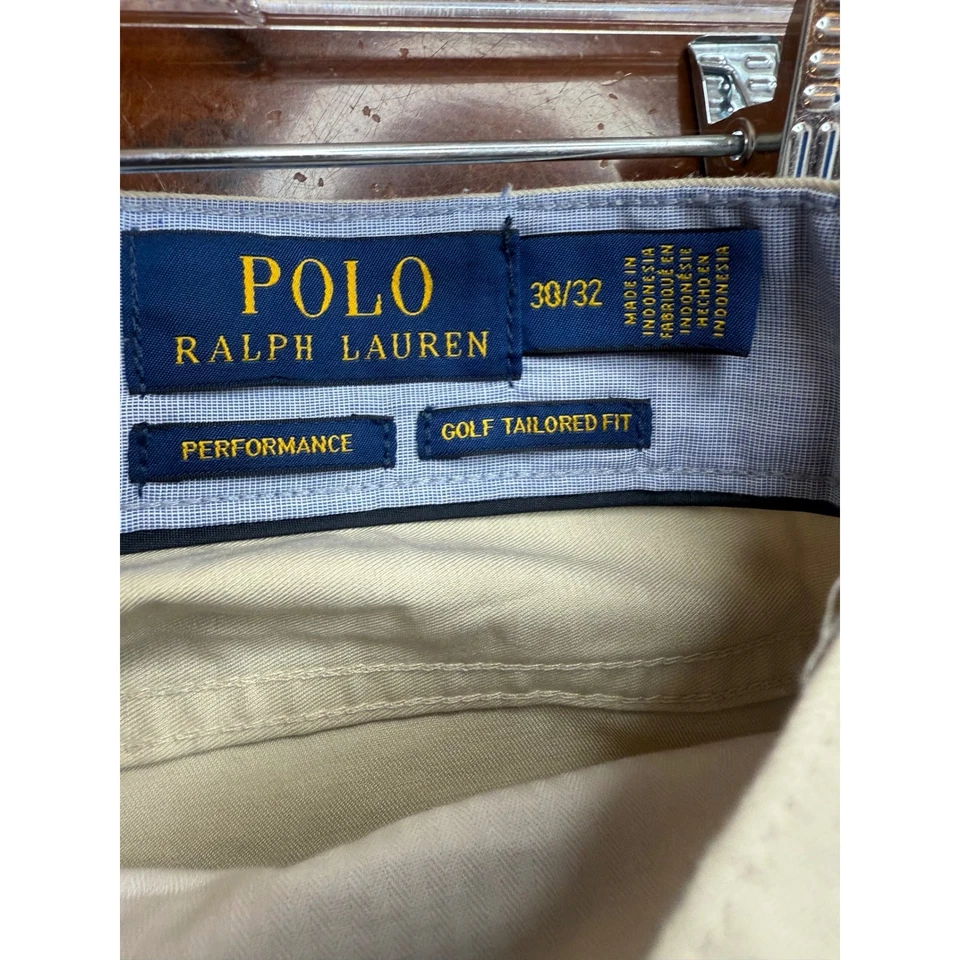 POLO
RALPH LAUREN
30/32
MADE IN
INDONESIA
FABRIQUÉ EN
INDONÉSIE
HECHO EN
INDONESIA
PERFORMANCE
GOLF TAILORED FIT